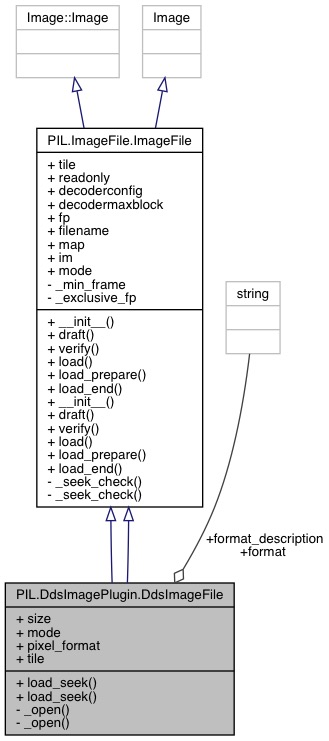 Image::Image
Image
PIL.ImageFile.ImageFile
+ tile
+ readonly
+ decoderconfig
+ decodermaxblock
+ fp
+ filename
+ map
+ im
+ mode
- _min_frame
- _exclusive_fp
+ __init__()
+ draft()
+ verify()
+ load()
+ load_prepare()
+ load_end()
+ __init__()
+ draft()
+ verify()
+ load()
+ load_prepare()
+ load_end()
- _seek_check()
- _seek_check()
string
+format_description
+format
PIL.DdsImagePlugin.DdsImageFile
+ size
+ mode
+ pixel_format
+ tile
+ load_seek()
+ load_seek()
- _open()
- _open()